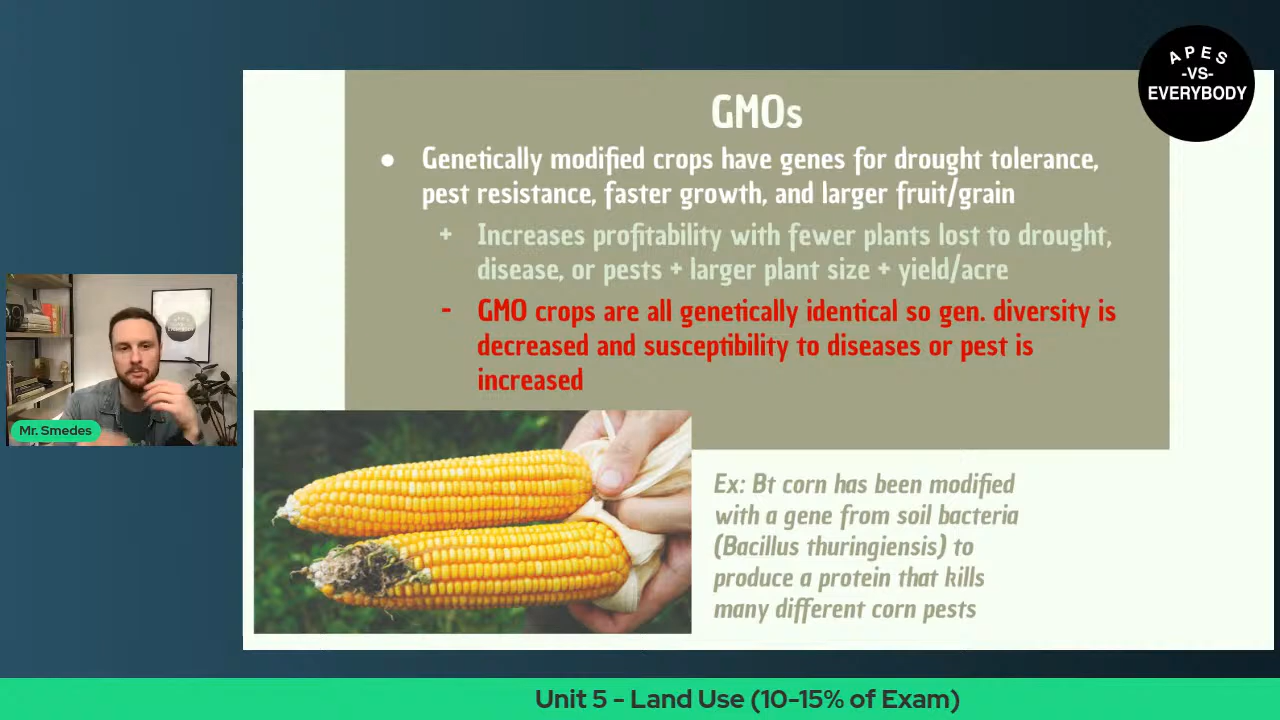 APES
-VS-
EVERYBODY
GMOs
● Genetically modified crops have genes for drought tolerance,
pest resistance, faster growth, and larger fruit/grain
+ Increases profitability with fewer plants lost to drought,
disease, or pests + larger plant size + yield/acre
- GMO crops are all genetically identical so gen. diversity is
decreased and susceptibility to diseases or pest is
increased
Mr. Smedes
Ex: Bt corn has been modified
with a gene from soil bacteria
(Bacillus thuringiensis) to
produce a protein that kills
many different corn pests
Unit 5 - Land Use (10-15% of Exam)